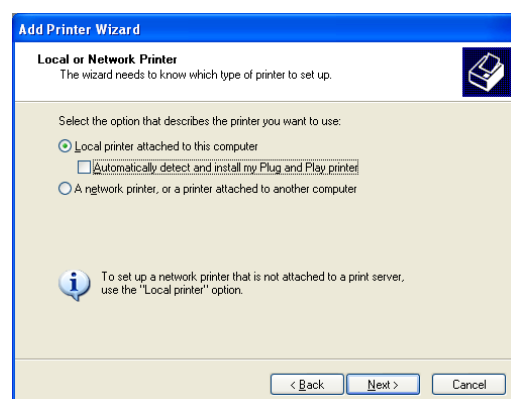 Add Printer Wizard
Local or Network Printer
The wizard needs to know which type of printer to set up.
Select the option that describes the printer you want to use:
Local printer attached to this computer
Automatically detect and install my Plug and Play printer
A network printer, or a printer attached to another computer
To set up a network printer that is not attached to a print server,
use the "Local printer" option.
< Back Next > Cancel